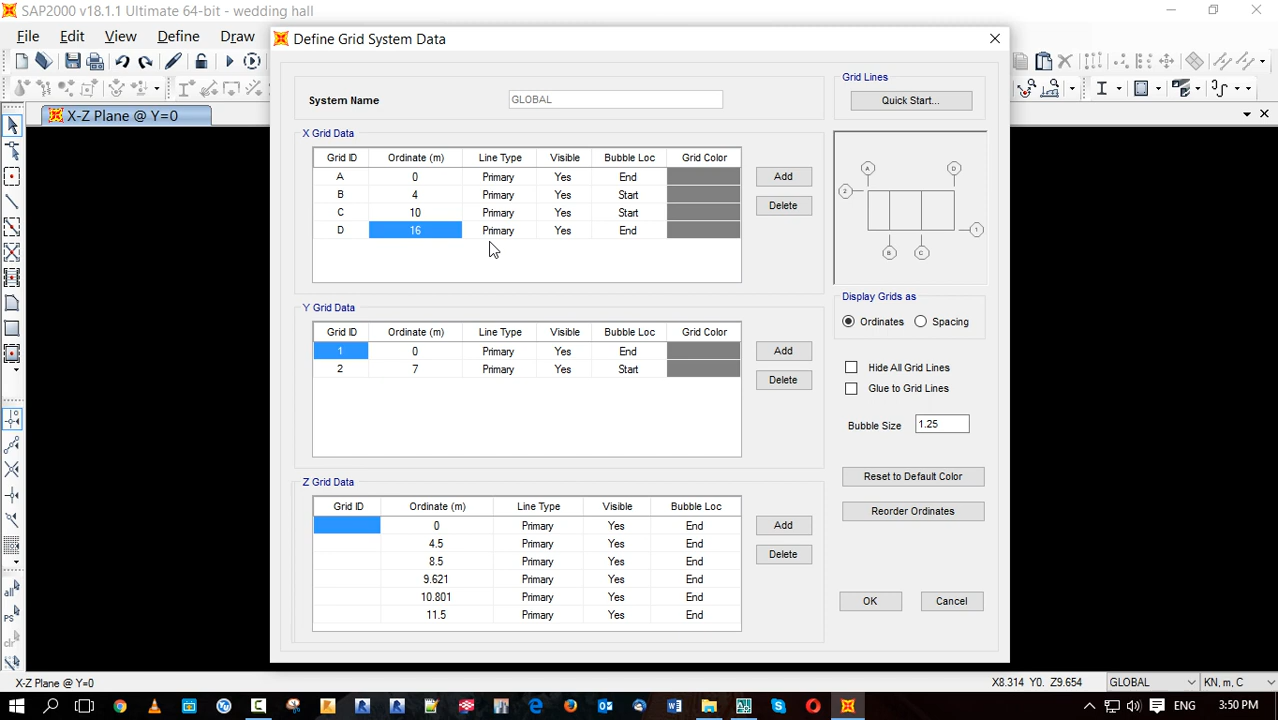 SAP2000 v18.1.1 Ultimate 64-bit - wedding hall
File Edit View Define Draw
X-Z Plane @ Y=0
Define Grid System Data
System Name GLOBAL
Grid Lines
Quick Start...
X Grid Data
Grid ID Ordinate (m) Line Type Visible Bubble Loc Grid Color
A 0 Primary Yes End
B 4 Primary Yes Start
C 10 Primary Yes Start
D 16 Primary Yes End
Add
Delete
A D
2
1
B C
Y Grid Data
Grid ID Ordinate (m) Line Type Visible Bubble Loc Grid Color
1 0 Primary Yes End
2 7 Primary Yes Start
Add
Delete
Display Grids as
Ordinates Spacing
Hide All Grid Lines
Glue to Grid Lines
Bubble Size 1.25
Reset to Default Color
Reorder Ordinates
Z Grid Data
Grid ID Ordinate (m) Line Type Visible Bubble Loc
0 Primary Yes End
4.5 Primary Yes End
8.5 Primary Yes End
9.621 Primary Yes End
10.801 Primary Yes End
11.5 Primary Yes End
Add
Delete
OK Cancel
all
PS
clr
X-Z Plane @ Y=0
X8.314 Y0. Z9.654
GLOBAL
KN, m, C
ENG
3:50 PM